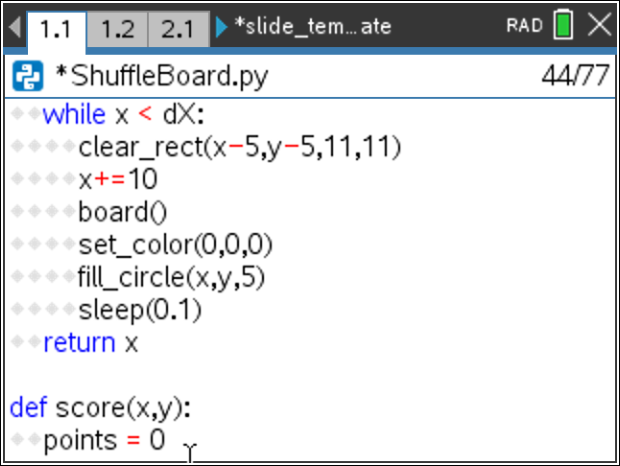 1.1 1.2 2.1 *slide_tem...ate RAD
*ShuffleBoard.py 44/77
while x < dX:
clear_rect(x-5,y-5,11,11)
x+=10
board()
set_color(0,0,0)
fill_circle(x,y,5)
sleep(0.1)
return x
def score(x,y):
points = 0